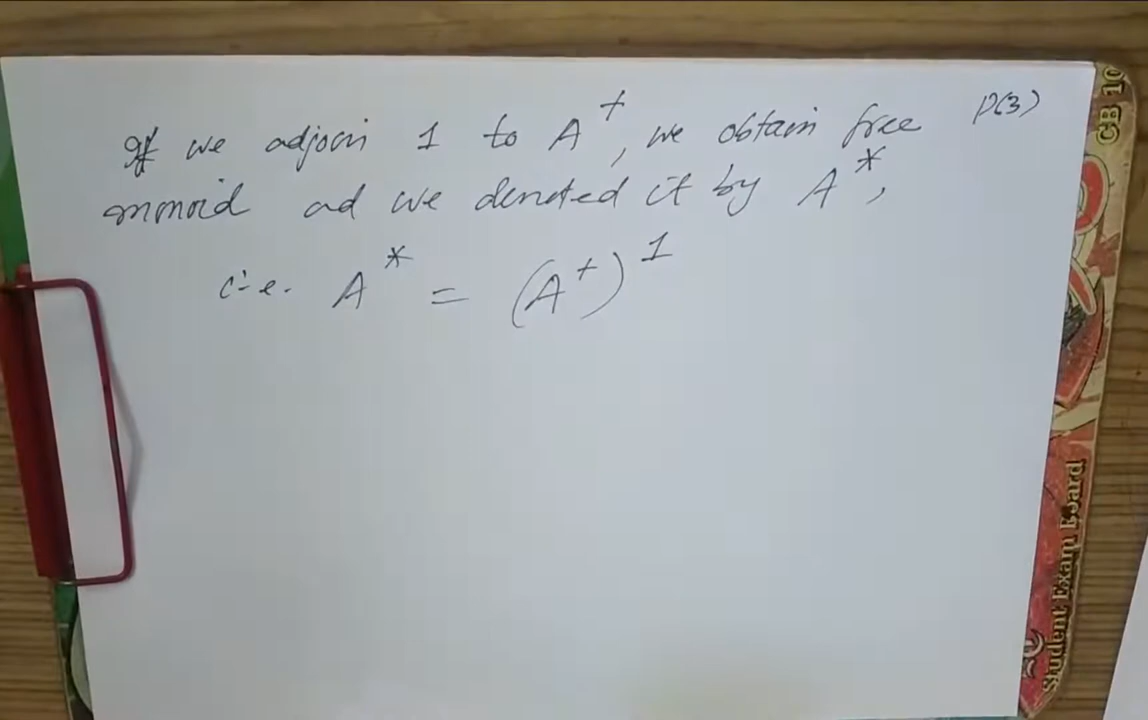 If we adjoin 1 to A⁺, we obtain free P(3)
monoid ad we denoted it by A*,
i.e. A* = (A⁺)¹
CB 10
Student Exam Board